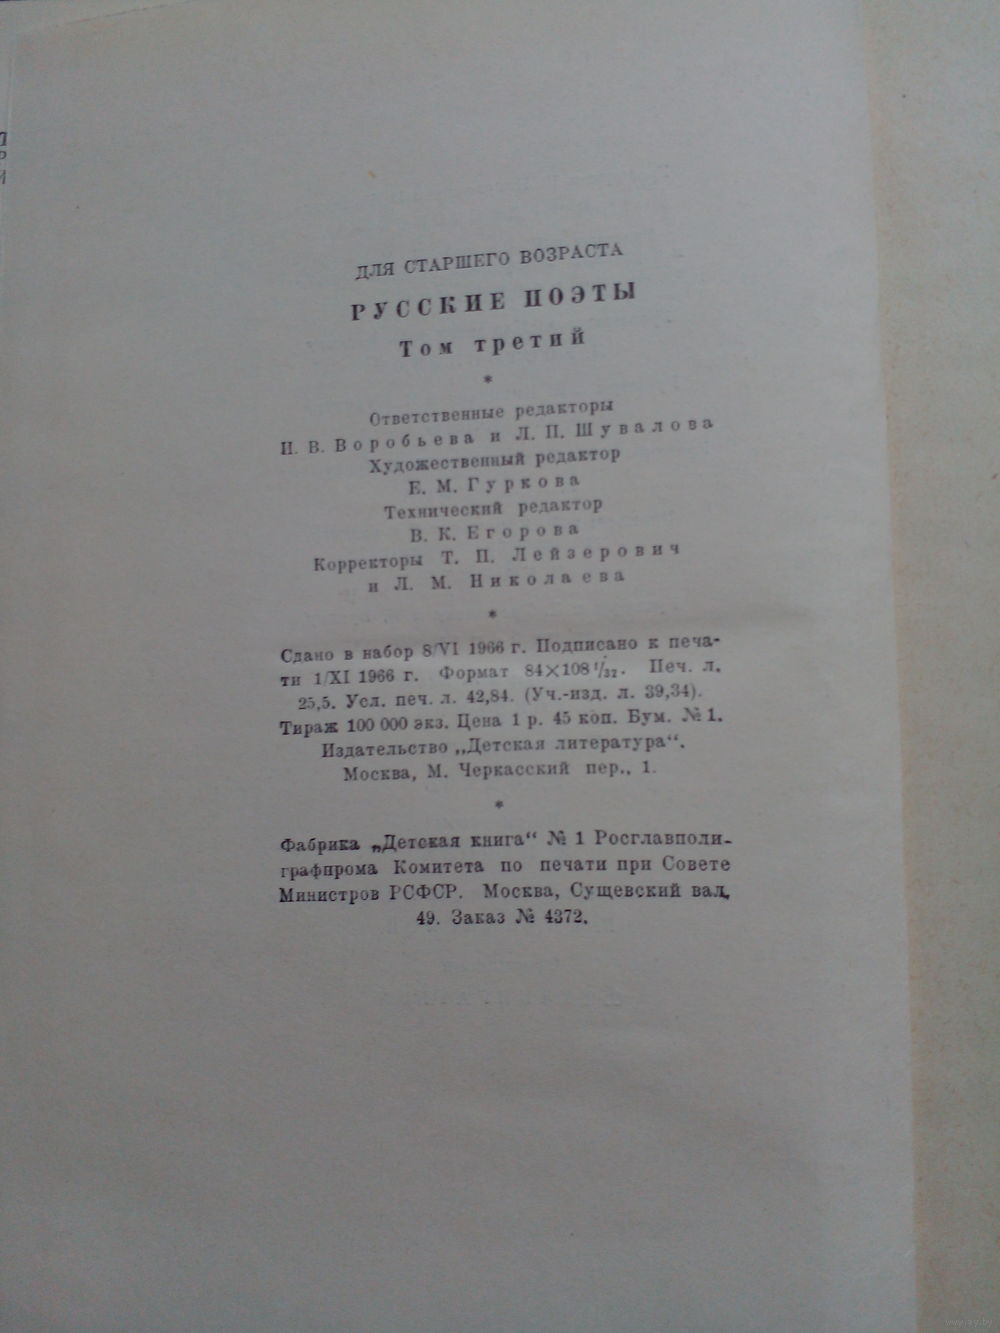 ДЛЯ СТАРШЕГО ВОЗРАСТА
РУССКИЕ ПОЭТЫ
Том третий
*
Ответственные редакторы
Н. В. Воробьева и Л. П. Шувалова
Художественный редактор
Е. М. Гуркова
Технический редактор
В. К. Егорова
Корректоры Т. П. Лейзерович
и Л. М. Николаева
*
Сдано в набор 8/VI 1966 г. Подписано к печа-
ти 1/XI 1966 г. Формат 84×108 1/32. Печ. л.
25,5. Усл. печ. л. 42,84. (Уч.-изд. л. 39,34).
Тираж 100 000 экз. Цена 1 р. 45 коп. Бум. № 1.
Издательство „Детская литература“.
Москва, М. Черкасский пер., 1.
*
Фабрика „Детская книга“ № 1 Росглавполи-
графпрома Комитета по печати при Совете
Министров РСФСР. Москва, Сущевский вал,
49. Заказ № 4372.
www.ay.by